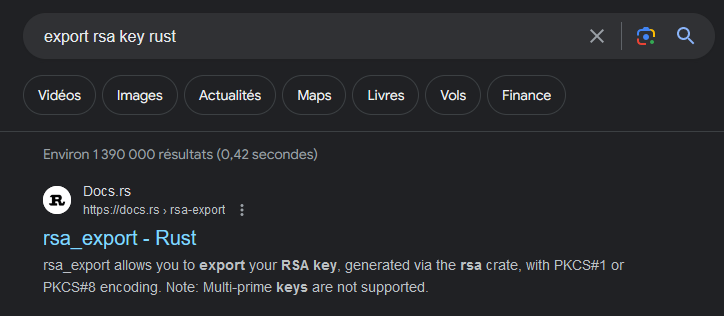 export rsa key rust
Vidéos Images Actualités Maps Livres Vols Finance
Environ 1 390 000 résultats (0,42 secondes)
Docs.rs
https://docs.rs › rsa-export
rsa_export - Rust
rsa_export allows you to export your RSA key, generated via the rsa crate, with PKCS#1 or
PKCS#8 encoding. Note: Multi-prime keys are not supported.